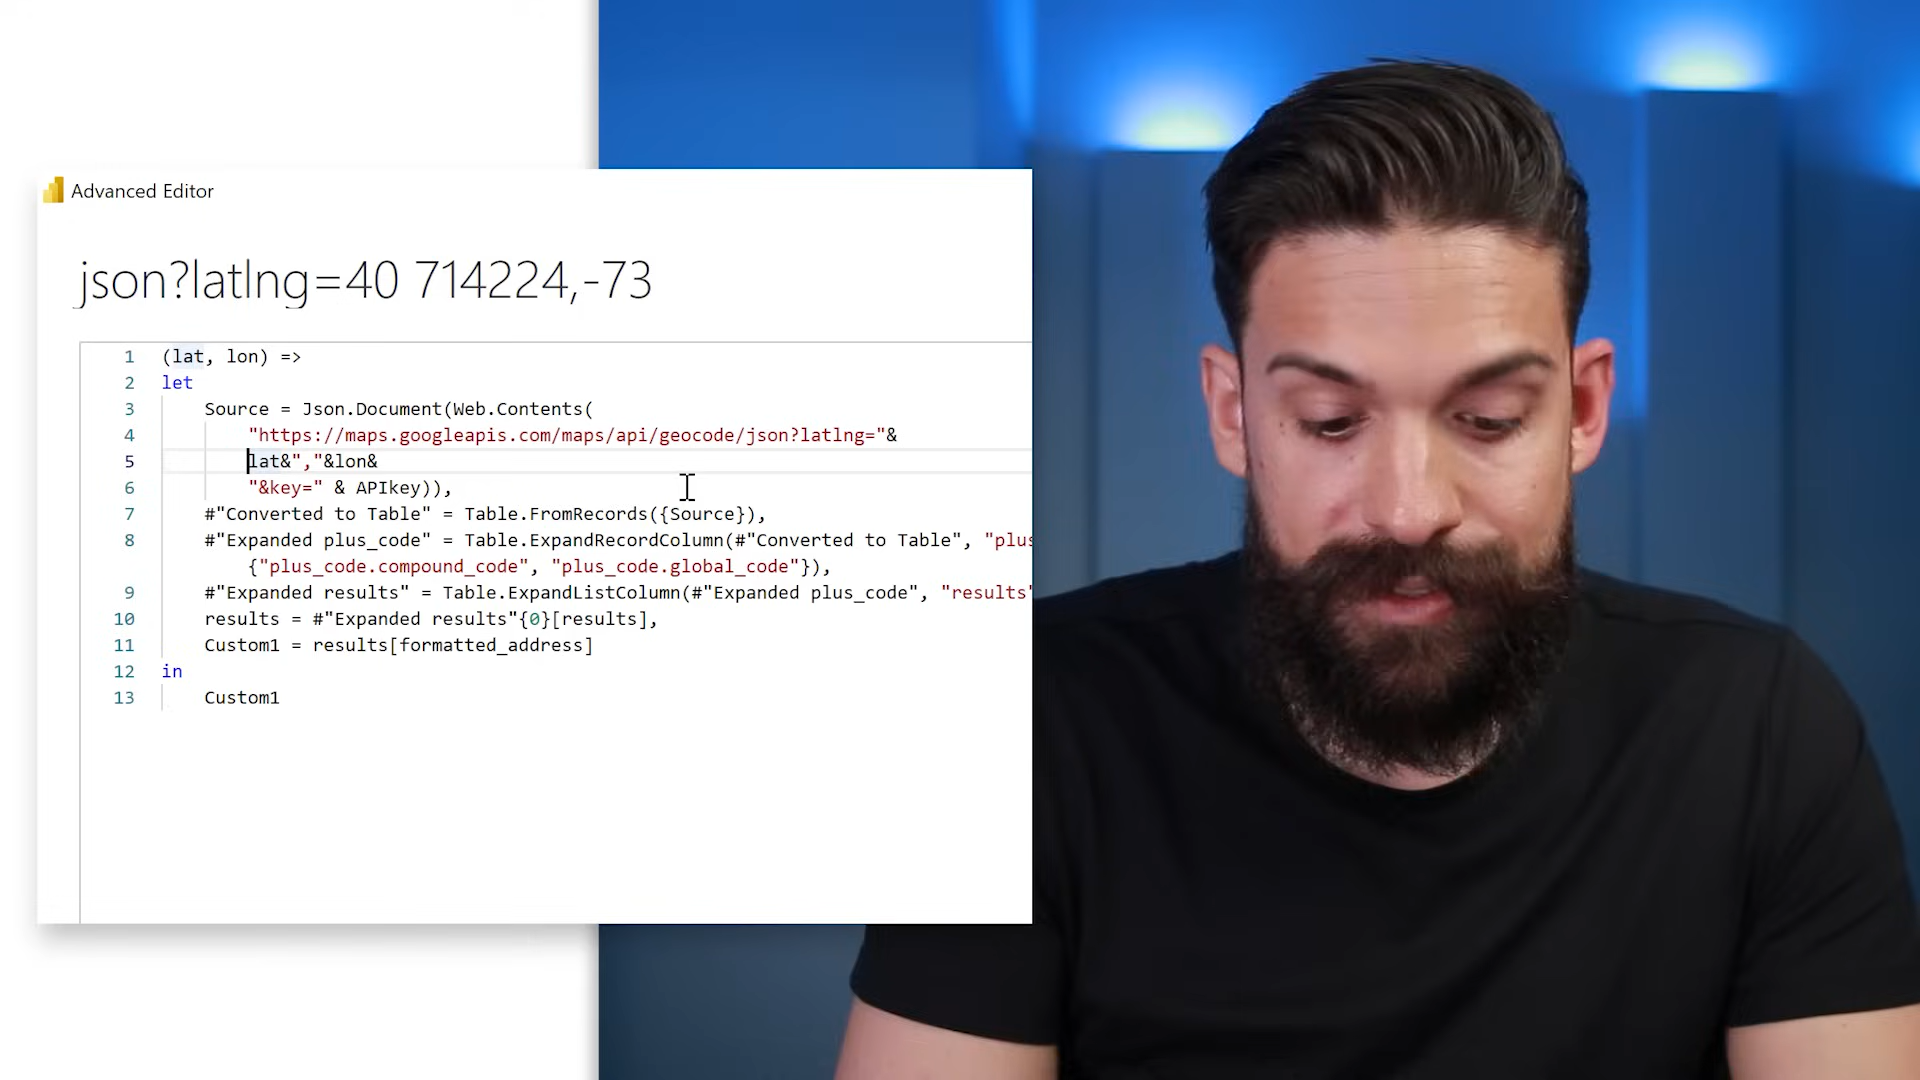 Advanced Editor
json?latlng=40 714224,-73
1 (lat, lon) =>
2 let
3 Source = Json.Document(Web.Contents(
4 "https://maps.googleapis.com/maps/api/geocode/json?latlng="&
5 lat&","&lon&
6 "&key=" & APIkey)),
7 #"Converted to Table" = Table.FromRecords({Source}),
8 #"Expanded plus_code" = Table.ExpandRecordColumn(#"Converted to Table", "plus
{"plus_code.compound_code", "plus_code.global_code"}),
9 #"Expanded results" = Table.ExpandListColumn(#"Expanded plus_code", "results"
10 results = #"Expanded results"{0}[results],
11 Custom1 = results[formatted_address]
12 in
13 Custom1